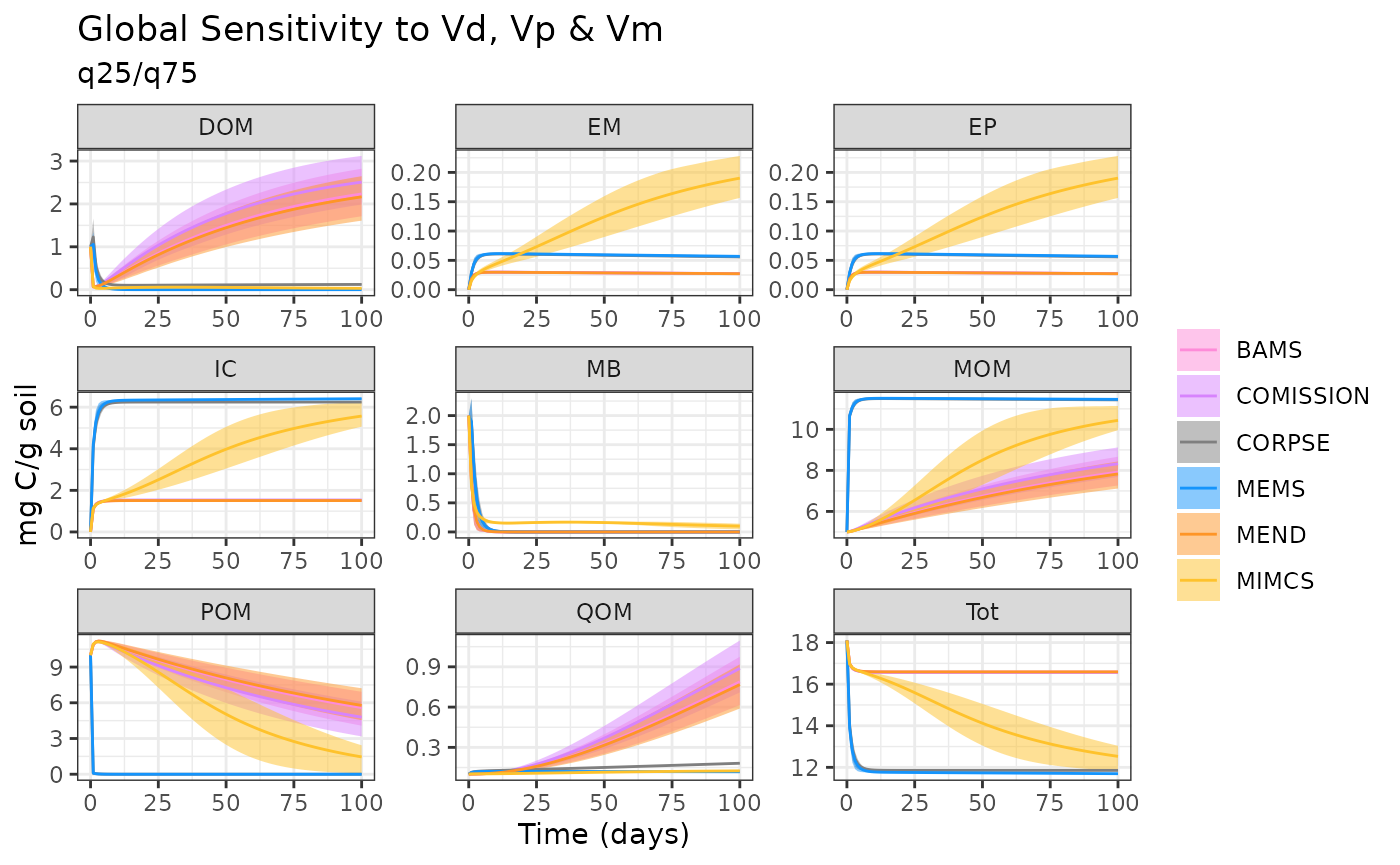 Global Sensitivity to Vd, Vp & Vm
q25/q75
DOM
EM
EP
3
2
1
0
0.20
0.15
0.10
0.05
0.00
0.20
0.15
0.10
0.05
0.00
0 25 50 75 100
0 25 50 75 100
0 25 50 75 100
IC
MB
MOM
6
4
2
0
2.0
1.5
1.0
0.5
0.0
10
8
6
0 25 50 75 100
0 25 50 75 100
0 25 50 75 100
POM
QOM
Tot
9
6
3
0
0.9
0.6
0.3
18
16
14
12
0 25 50 75 100
0 25 50 75 100
0 25 50 75 100
mg C/g soil
Time (days)
BAMS
COMISSION
CORPSE
MEMS
MEND
MIMCS